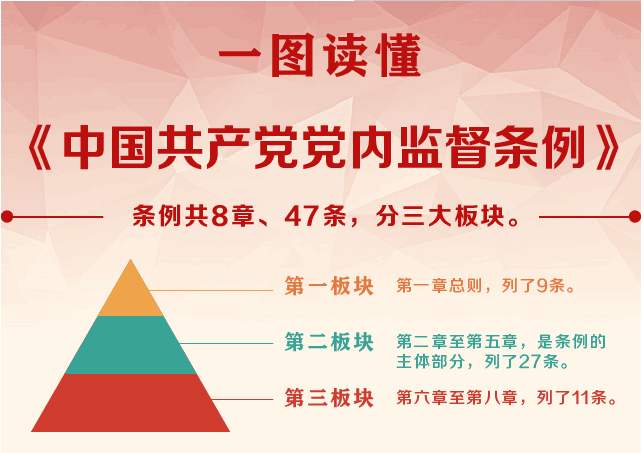 一图读懂
《中国共产党党内监督条例》
条例共8章、47条，分三大板块。
第一板块 第一章总则，列了9条。
第二板块 第二章至第五章，是条例的
主体部分，列了27条。
第三板块 第六章至第八章，列了11条。